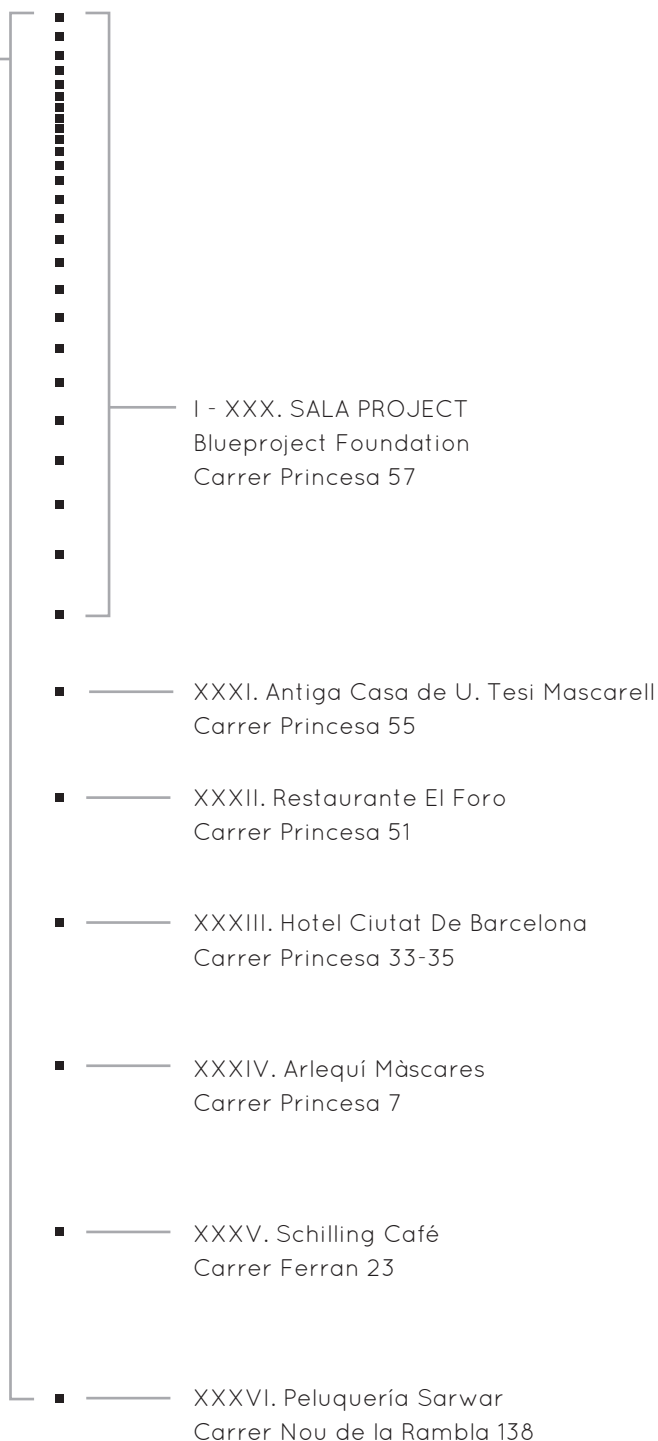 I - XXX. SALA PROJECT
Blueproject Foundation
Carrer Princesa 57
XXXI. Antiga Casa de U. Tesi Mascarell
Carrer Princesa 55
XXXII. Restaurante El Foro
Carrer Princesa 51
XXXIII. Hotel Ciutat De Barcelona
Carrer Princesa 33-35
XXXIV. Arlequí Màscares
Carrer Princesa 7
XXXV. Schilling Café
Carrer Ferran 23
XXXVI. Peluquería Sarwar
Carrer Nou de la Rambla 138